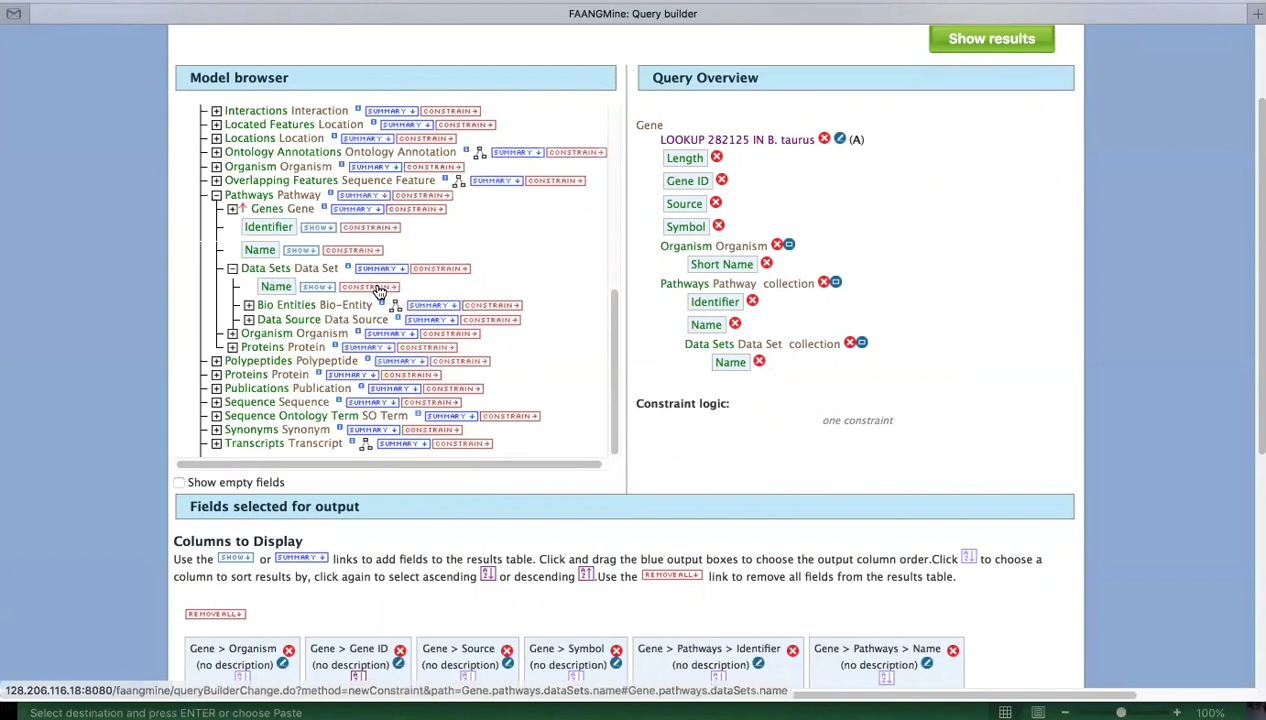 FAANGMine: Query builder
Show results
Model browser
Query Overview
Interactions Interaction SUMMARY CONSTRAIN
Located Features Location SUMMARY CONSTRAIN
Locations Location SUMMARY CONSTRAIN
Ontology Annotations Ontology Annotation SUMMARY CONSTRAIN
Organism Organism SUMMARY CONSTRAIN
Overlapping Features Sequence Feature SUMMARY CONSTRAIN
Pathways Pathway SUMMARY CONSTRAIN
Genes Gene SUMMARY CONSTRAIN
Identifier SHOW CONSTRAIN
Name SHOW CONSTRAIN
Data Sets Data Set SUMMARY CONSTRAIN
Name SHOW CONSTRAIN
Bio Entities Bio-Entity SUMMARY CONSTRAIN
Data Source Data Source SUMMARY CONSTRAIN
Organism Organism SUMMARY CONSTRAIN
Proteins Protein SUMMARY CONSTRAIN
Polypeptides Polypeptide SUMMARY CONSTRAIN
Proteins Protein SUMMARY CONSTRAIN
Publications Publication SUMMARY CONSTRAIN
Sequence Sequence SUMMARY CONSTRAIN
Sequence Ontology Term SO Term SUMMARY CONSTRAIN
Synonyms Synonym SUMMARY CONSTRAIN
Transcripts Transcript SUMMARY CONSTRAIN
Show empty fields
Gene
LOOKUP 282125 IN B. taurus (A)
Length
Gene ID
Source
Symbol
Organism Organism
Short Name
Pathways Pathway collection
Identifier
Name
Data Sets Data Set collection
Name
Constraint logic:
one constraint
Fields selected for output
Columns to Display
Use the SHOW or SUMMARY links to add fields to the results table. Click and drag the blue output boxes to choose the output column order.Click to choose a
column to sort results by, click again to select ascending or descending .Use the REMOVE ALL link to remove all fields from the results table.
REMOVE ALL
Gene > Organism Gene > Gene ID Gene > Source Gene > Symbol Gene > Pathways > Identifier Gene > Pathways > Name
(no description) (no description) (no description) (no description) (no description) (no description)
128.206.116.18:8080/faangmine/queryBuilderChange.do?method=newConstraint&path=Gene.pathways.dataSets.name#Gene.pathways.dataSets.name
Select destination and press ENTER or choose Paste
100%